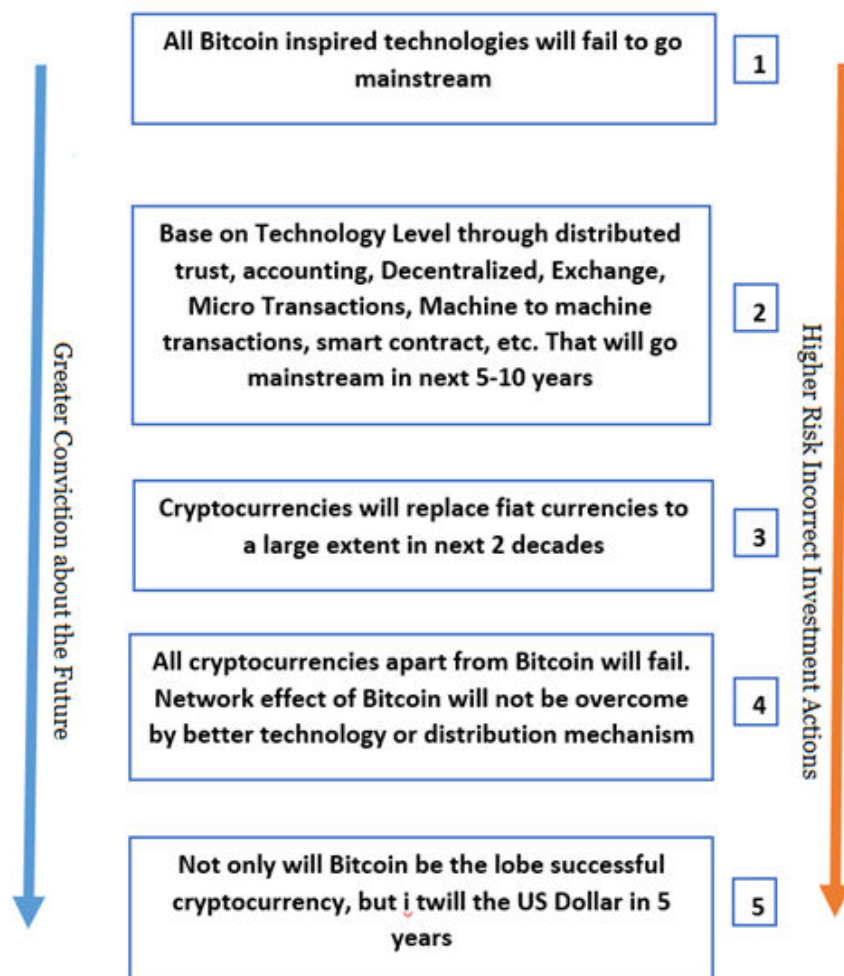 All Bitcoin inspired technologies will fail to go
mainstream
1
Base on Technology Level through distributed
trust, accounting, Decentralized, Exchange,
Micro Transactions, Machine to machine
transactions, smart contract, etc. That will go
mainstream in next 5-10 years
2
Cryptocurrencies will replace fiat currencies to
a large extent in next 2 decades
3
All cryptocurrencies apart from Bitcoin will fail.
Network effect of Bitcoin will not be overcome
by better technology or distribution mechanism
4
Not only will Bitcoin be the lobe successful
cryptocurrency, but i twill the US Dollar in 5
years
5
Greater Conviction about the Future
Higher Risk Incorrect Investment Actions